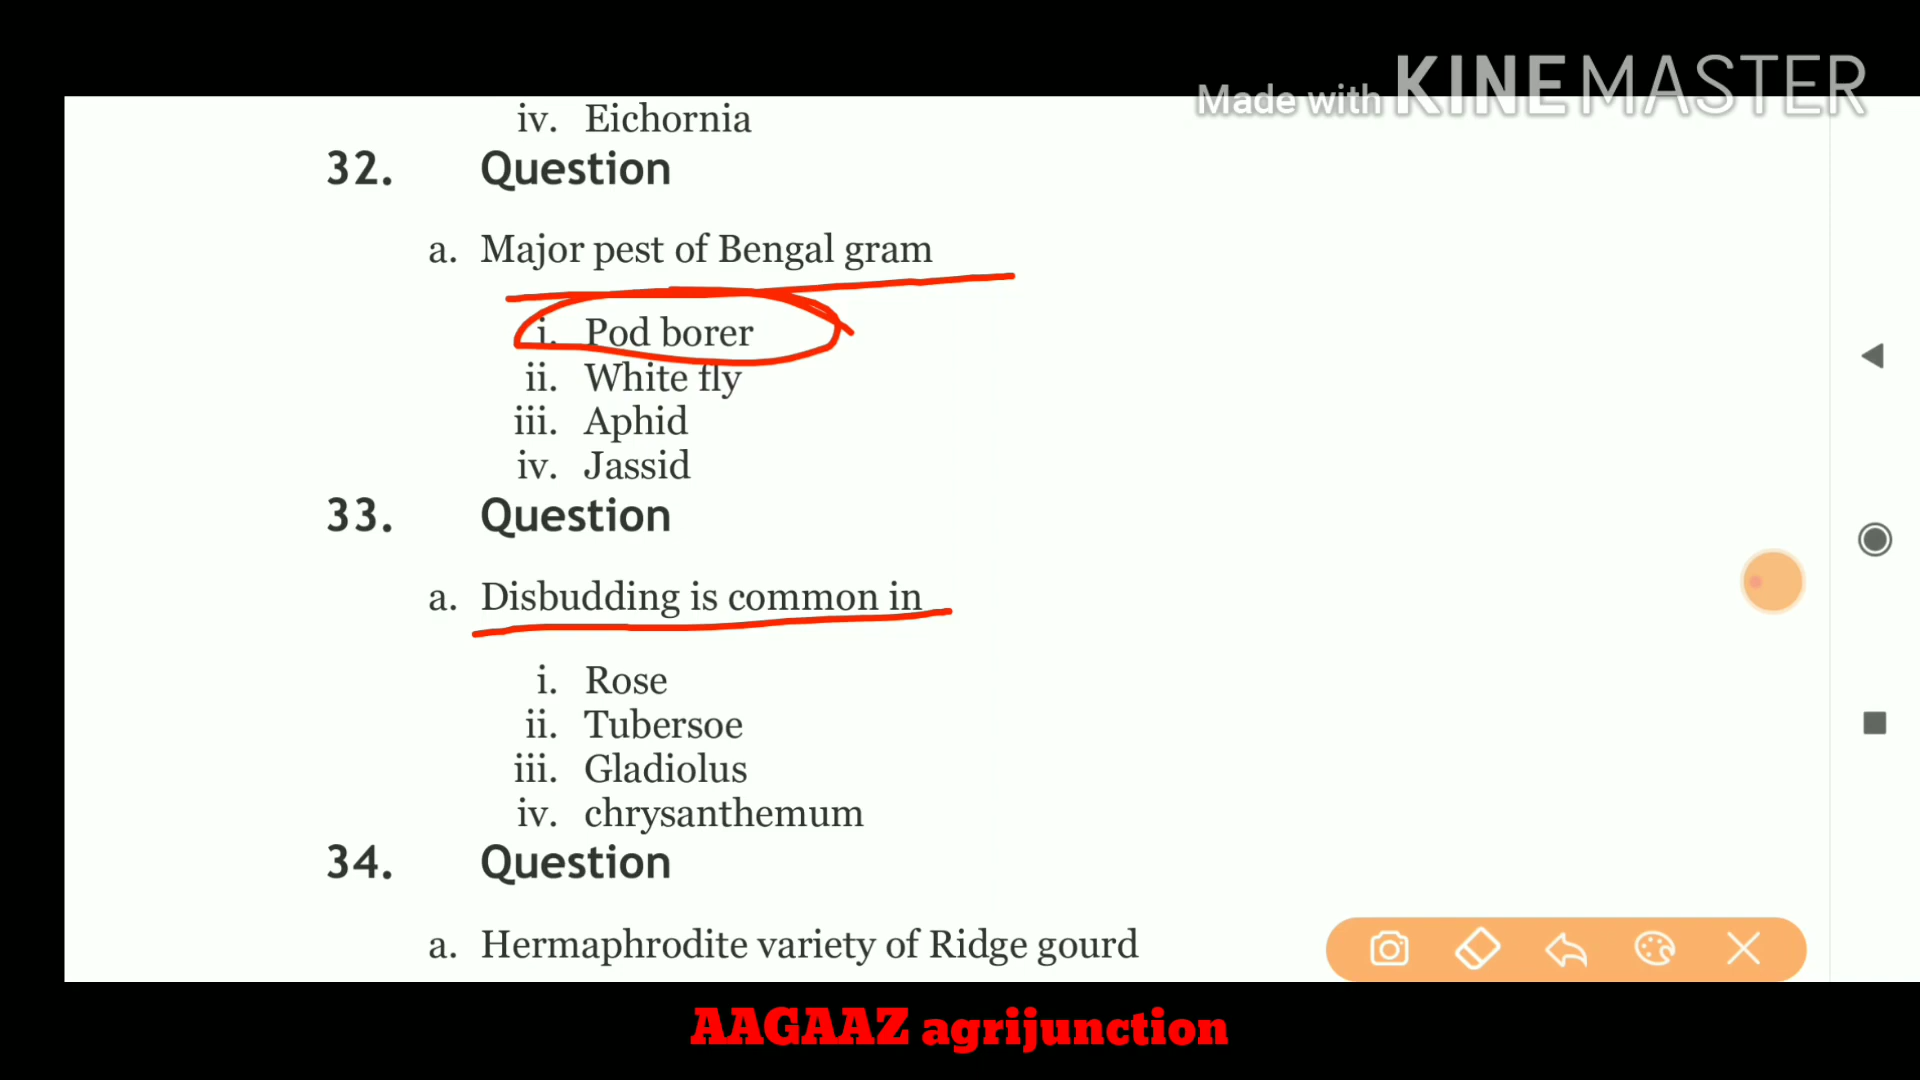 Made with KINEMASTER
iv. Eichornia
32. Question
a. Major pest of Bengal gram
i. Pod borer
ii. White fly
iii. Aphid
iv. Jassid
33. Question
a. Disbudding is common in
i. Rose
ii. Tubersoe
iii. Gladiolus
iv. chrysanthemum
34. Question
a. Hermaphrodite variety of Ridge gourd
AAGAAZ agrijunction